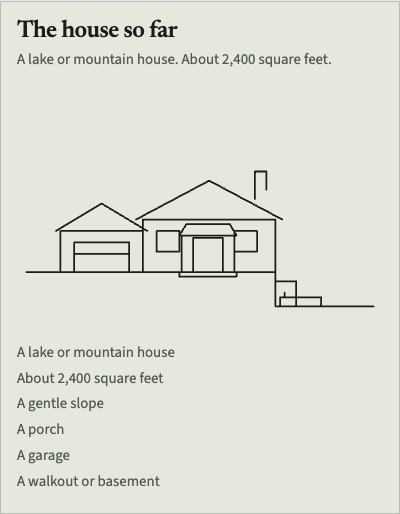 The house so far
A lake or mountain house. About 2,400 square feet.
A lake or mountain house
About 2,400 square feet
A gentle slope
A porch
A garage
A walkout or basement